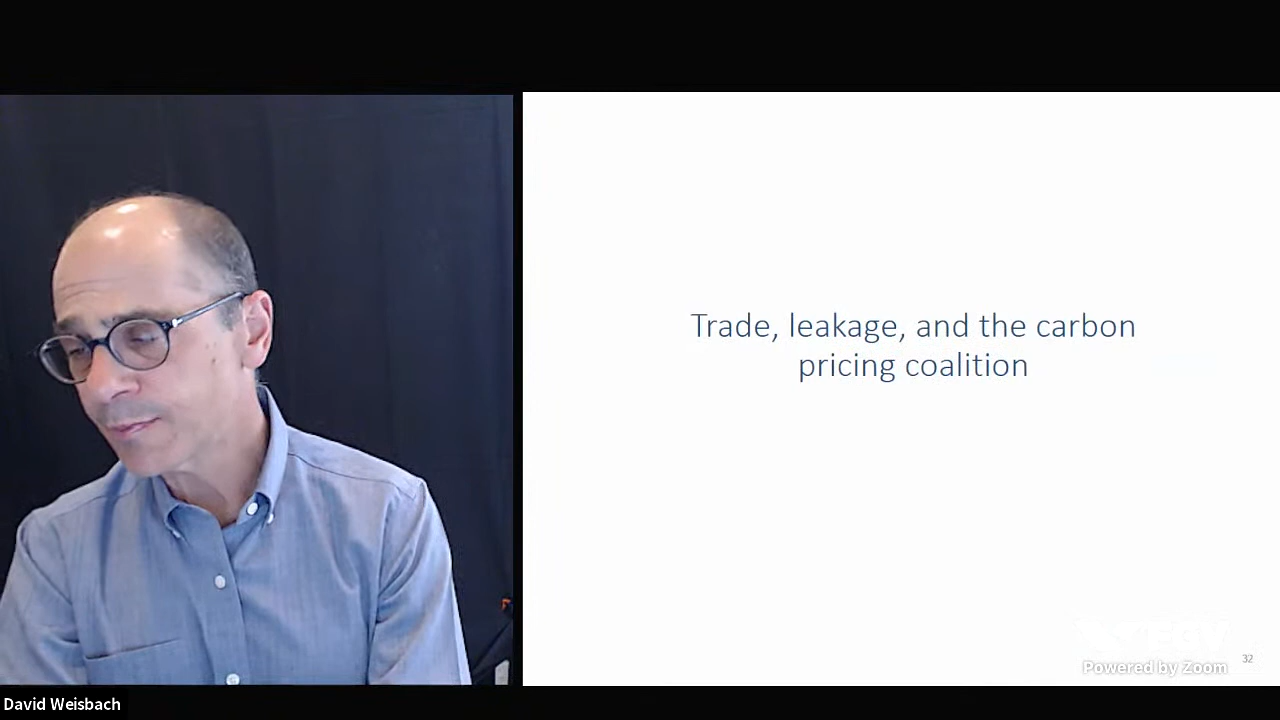 Trade, leakage, and the carbon
pricing coalition
Powered by Zoom
32
David Weisbach